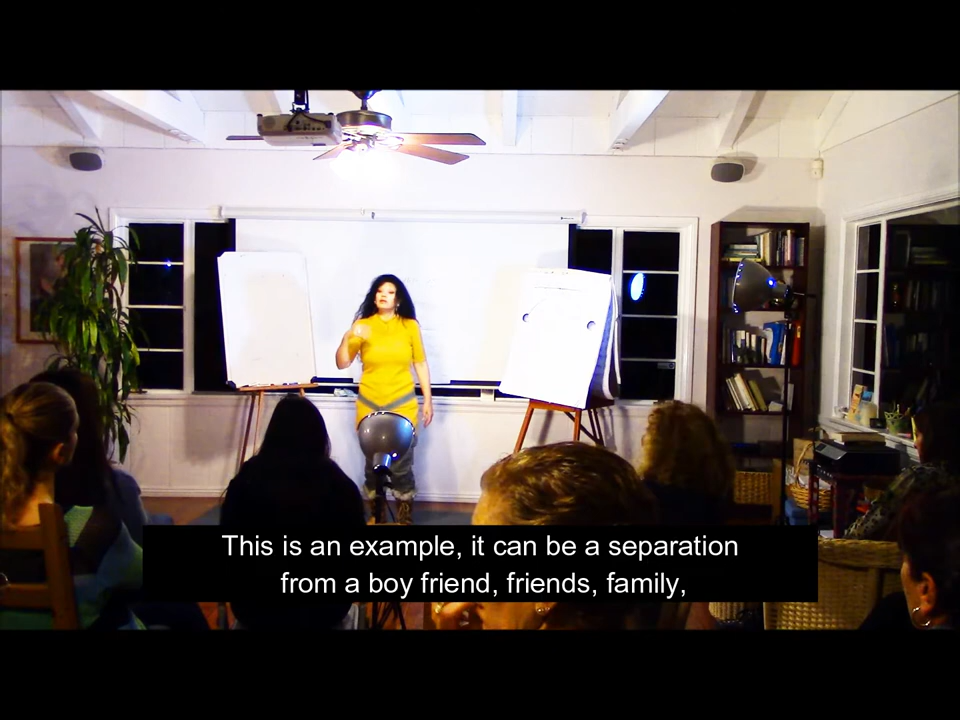 This is an example, it can be a separation
from a boy friend, friends, family,